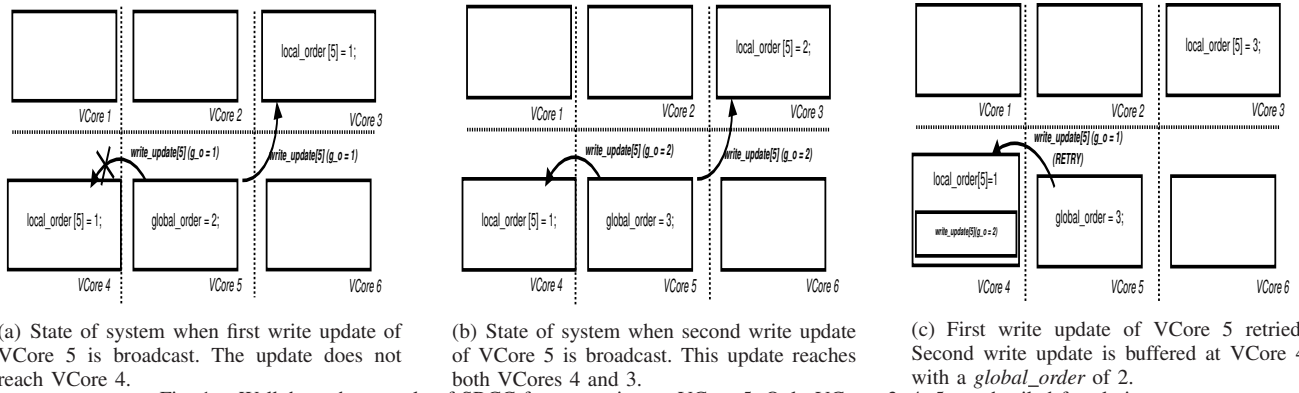 local_order [5] = 1;
VCore 1
VCore 2
VCore 3
write_update[5] (g_o = 1)
write_update[5] (g_o = 1)
local_order [5] = 1;
global_order = 2;
VCore 4
VCore 5
VCore 6
(a) State of system when first write update of
VCore 5 is broadcast. The update does not
reach VCore 4.
local_order [5] = 2;
VCore 1
VCore 2
VCore 3
write_update[5] (g_o = 2)
write_update[5] (g_o = 2)
local_order [5] = 1;
global_order = 3;
VCore 4
VCore 5
VCore 6
(b) State of system when second write update
of VCore 5 is broadcast. This update reaches
both VCores 4 and 3.
local_order [5] = 3;
VCore 1
VCore 2
VCore 3
write_update[5] (g_o = 1)
(RETRY)
local_order[5]=1
write_update[5](g_o = 2)
global_order = 3;
VCore 4
VCore 5
VCore 6
(c) First write update of VCore 5 retried
Second write update is buffered at VCore 4
with a global_order of 2.